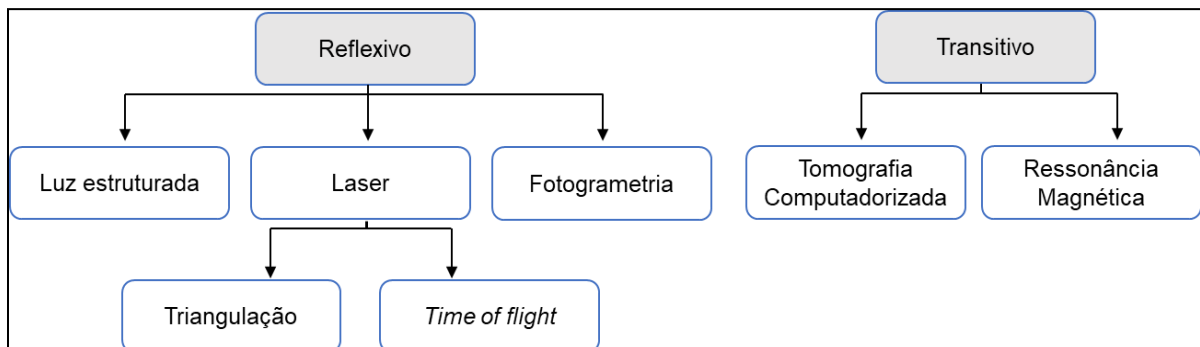 Reflexivo
Transitivo
Luz estruturada
Laser
Fotogrametria
Tomografia
Computadorizada
Ressonância
Magnética
Triangulação
Time of flight